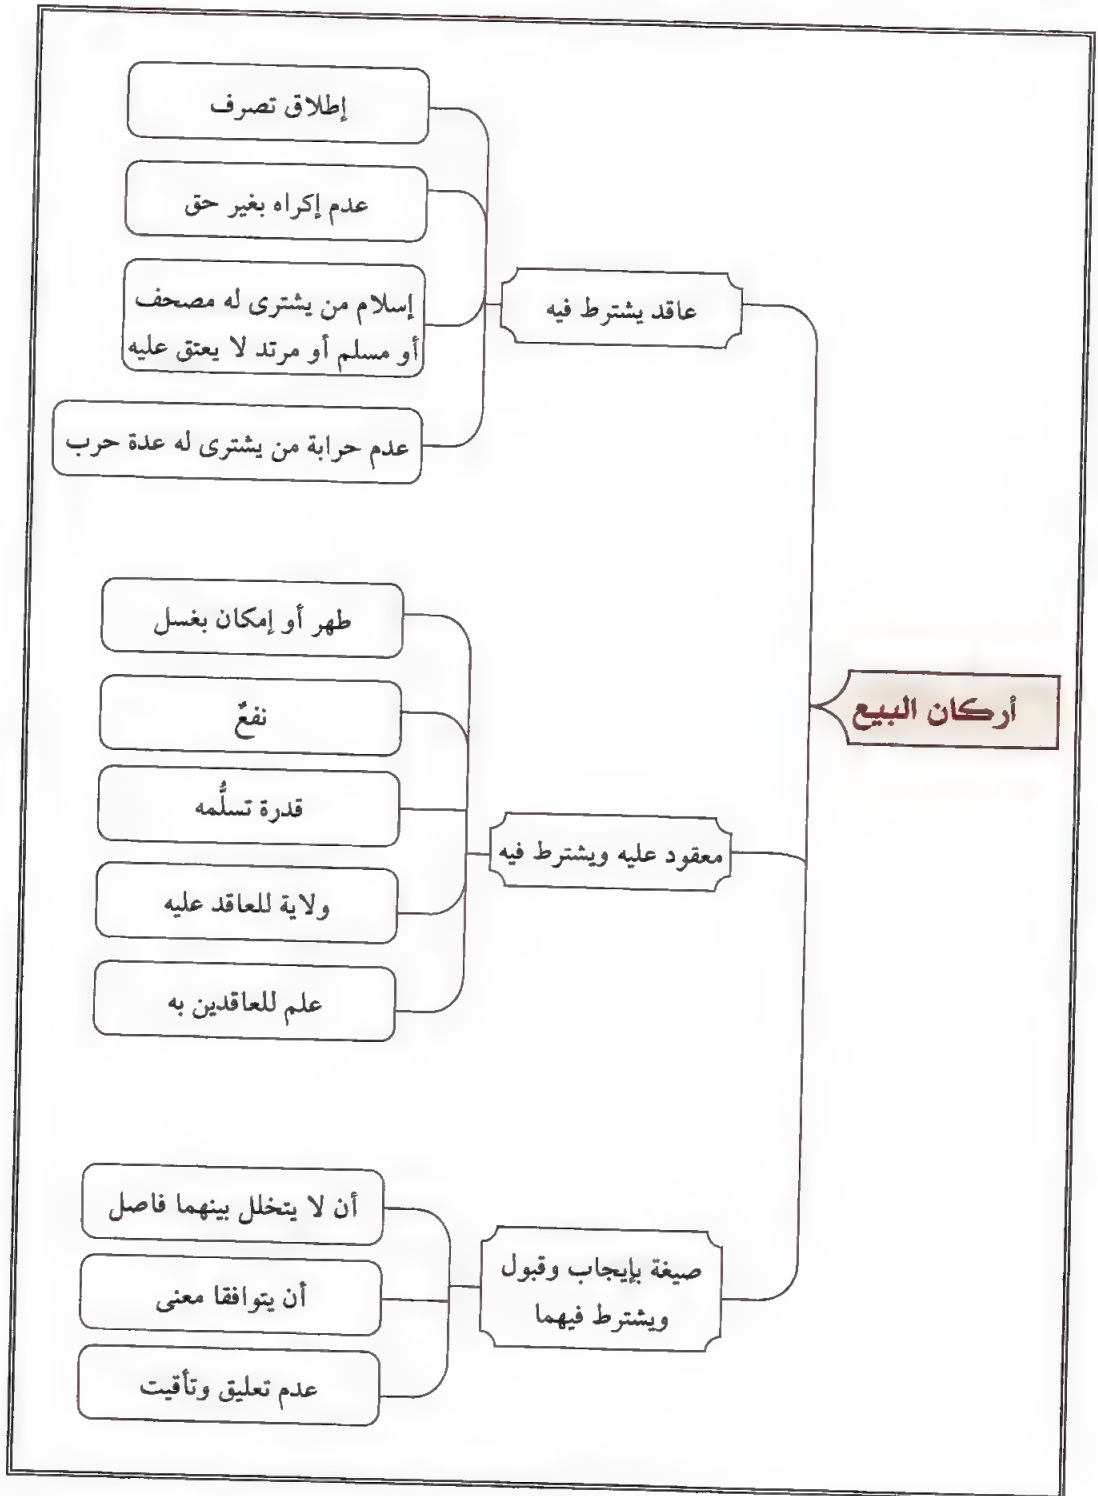 أركان البيع
عاقد يشترط فيه
إطلاق تصرف
عدم إكراه بغير حق
إسلام من يشترى له مصحف
أو مسلم أو مرتد لا يعتق عليه
عدم حرابة من يشترى له عدة حرب
معقود عليه ويشترط فيه
طهر أو إمكان بغسل
نفعٌ
قدرة تسلُّمه
ولاية للعاقد عليه
علم للعاقدين به
صيغة بإيجاب وقبول
ويشترط فيهما
أن لا يتخلل بينهما فاصل
أن يتوافقا معنى
عدم تعليق وتأقيت